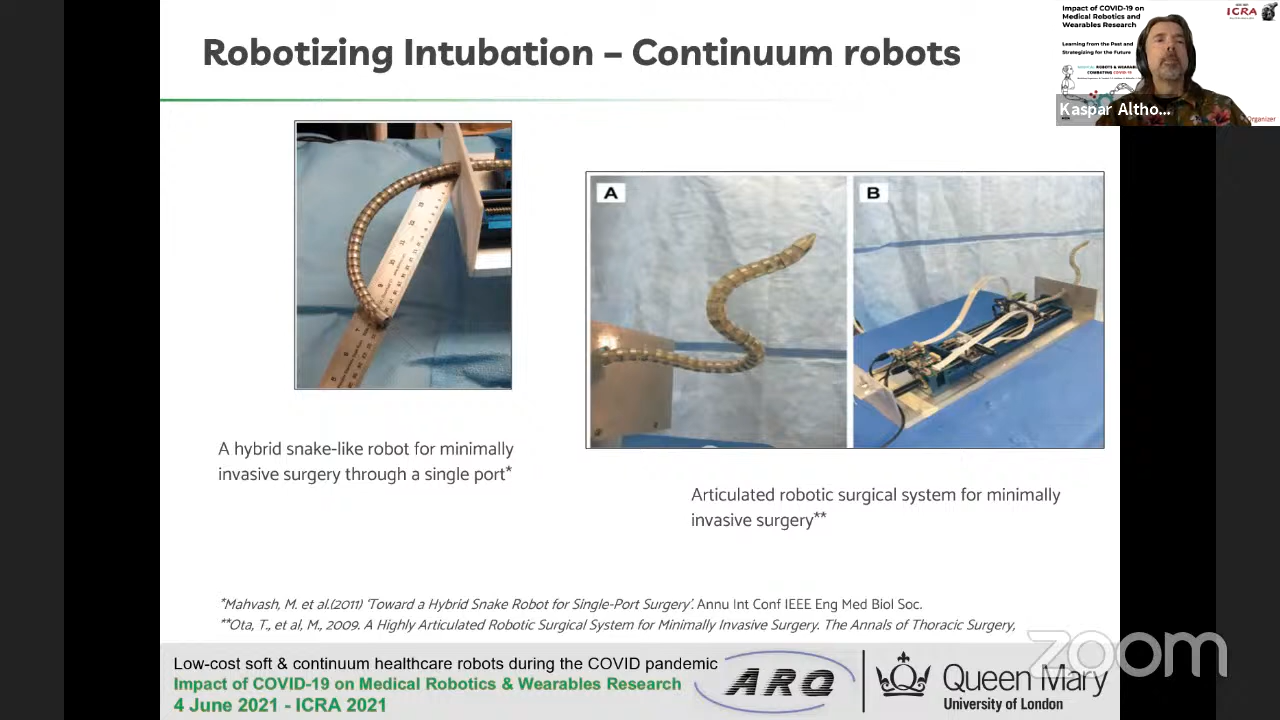 Robotizing Intubation – Continuum robots
Impact of COVID-19 on
Medical Robotics and
Wearables Research
Learning from the Past and
Strategizing for the Future
COMBATING COVID-19
ICRA
Kaspar Altho...
Organizer
A
B
A hybrid snake-like robot for minimally
invasive surgery through a single port*
Articulated robotic surgical system for minimally
invasive surgery**
*Mahvash, M. et al.(2011) 'Toward a Hybrid Snake Robot for Single-Port Surgery'. Annu Int Conf IEEE Eng Med Biol Soc.
**Ota, T., et al, M., 2009. A Highly Articulated Robotic Surgical System for Minimally Invasive Surgery. The Annals of Thoracic Surgery,
zoom
Low-cost soft & continuum healthcare robots during the COVID pandemic
Impact of COVID-19 on Medical Robotics & Wearables Research
4 June 2021 - ICRA 2021
ARQ
Queen Mary
University of London